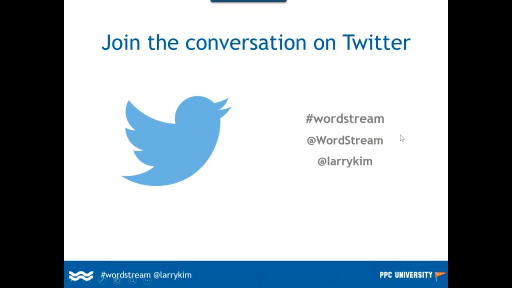 Join the conversation on Twitter
#wordstream
@WordStream
@larrykim
#wordstream @larrykim
PPC UNIVERSITY